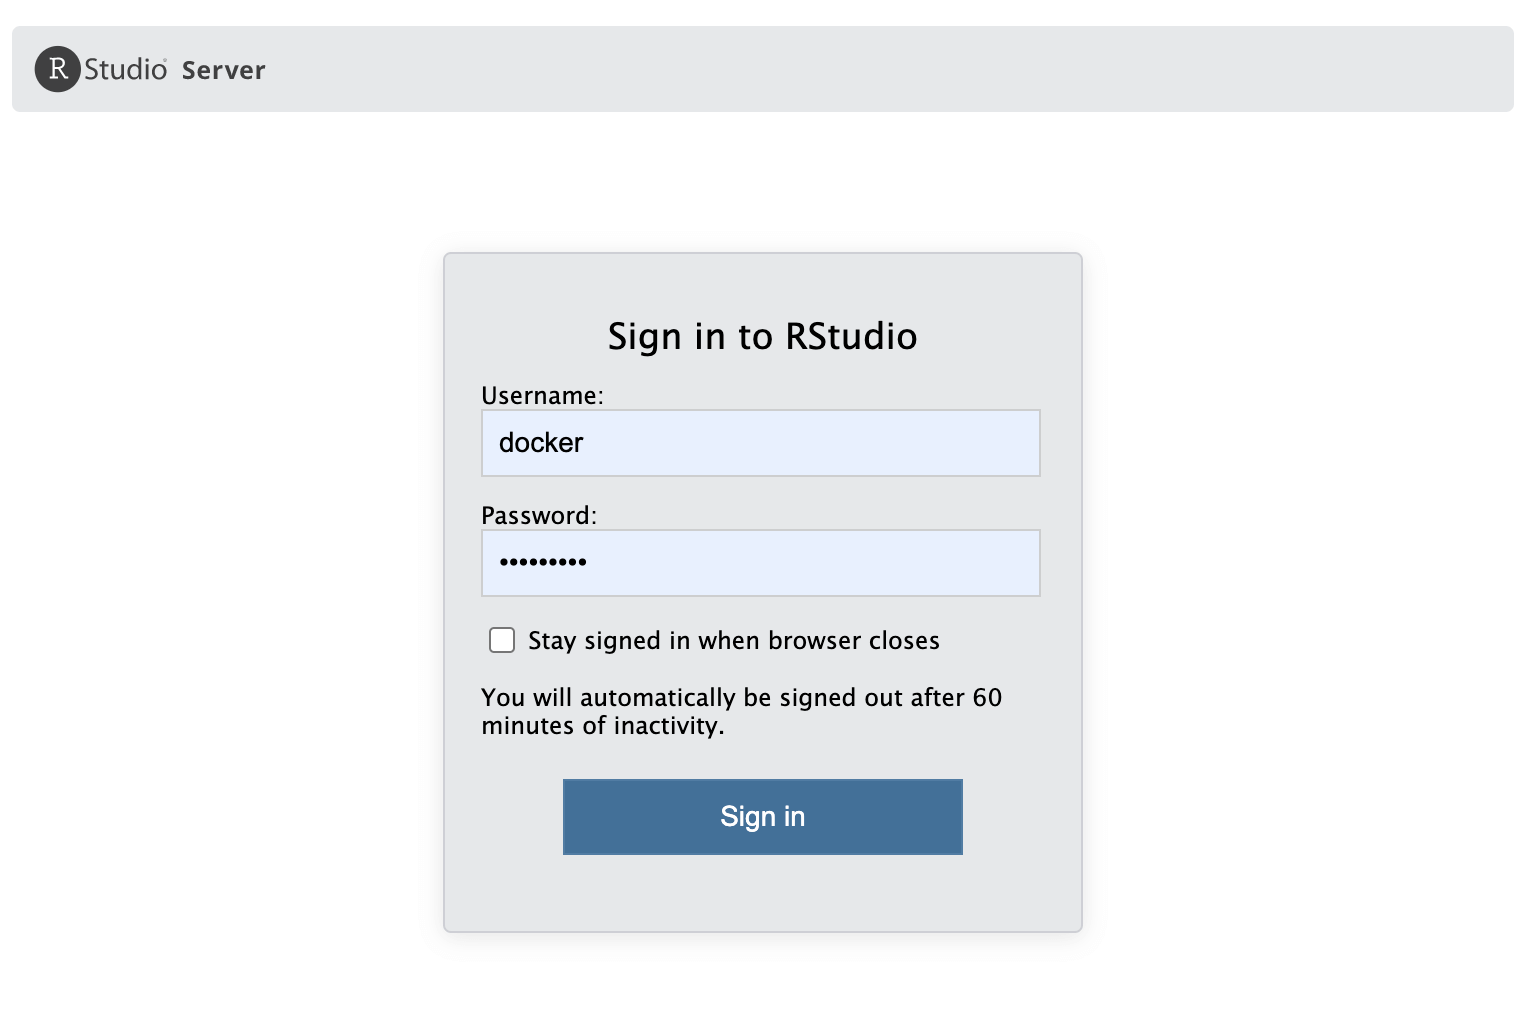 R Studio® Server
Sign in to RStudio
Username:
docker
Password:
•••••••••
Stay signed in when browser closes
You will automatically be signed out after 60
minutes of inactivity.
Sign in